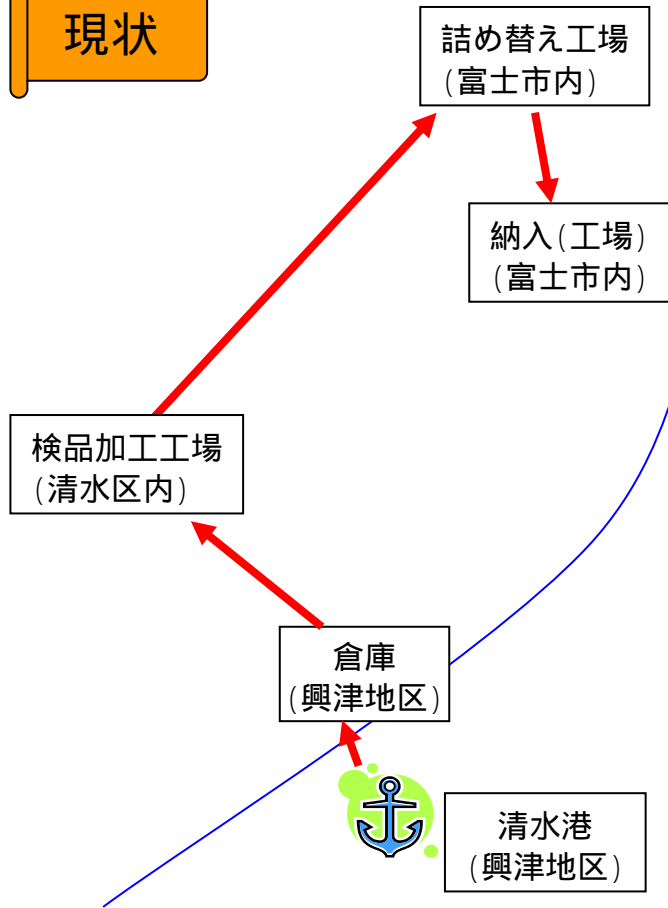 現状
詰め替え工場
(富士市内)
納入(工場)
(富士市内)
検品加工工場
(清水区内)
倉庫
(興津地区)
清水港
(興津地区)